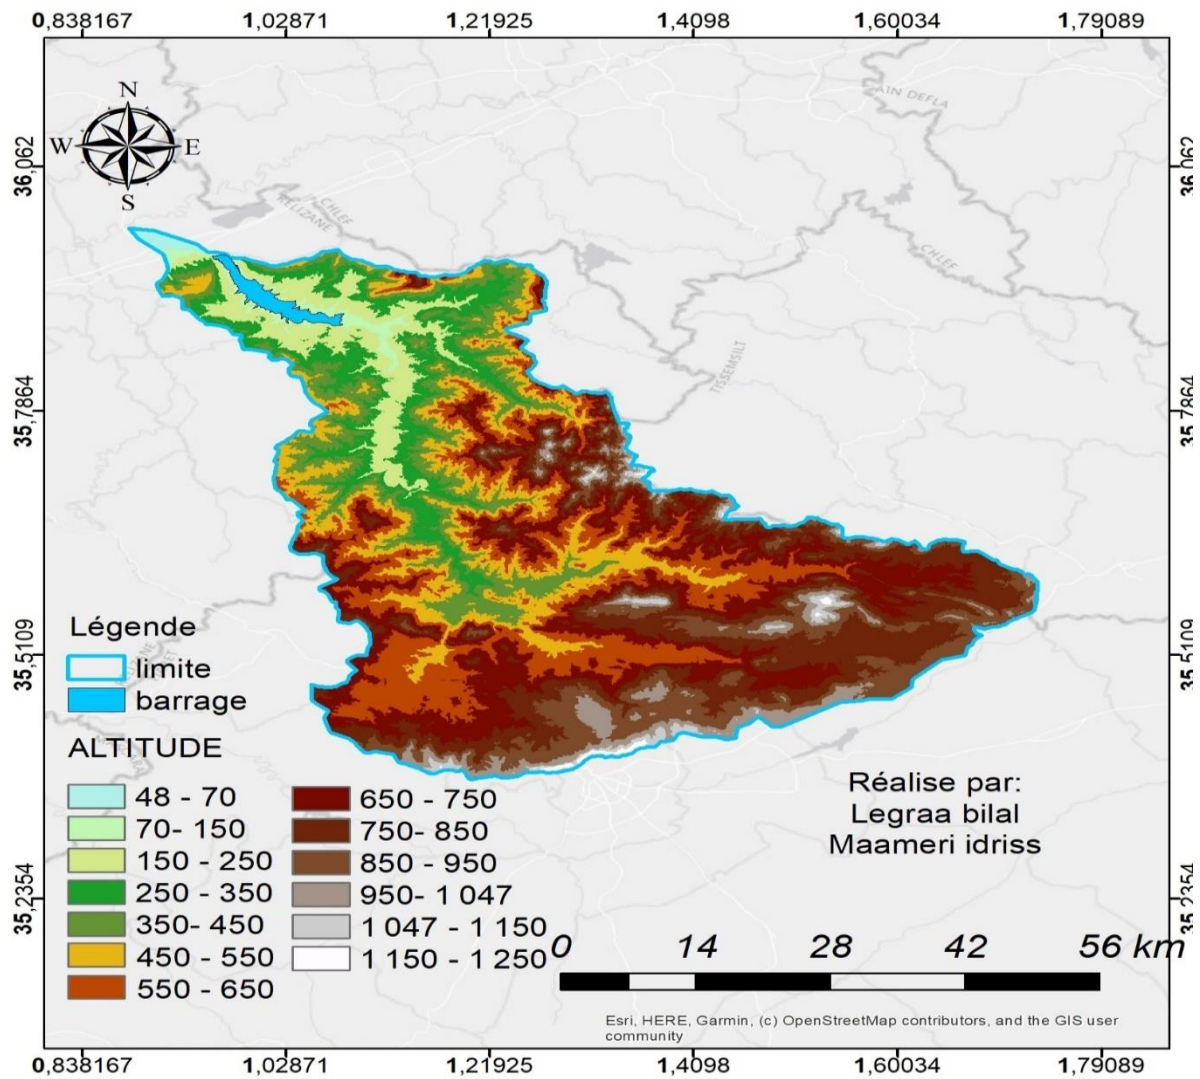 0,838167 1,02871 1,21925 1,4098 1,60034 1,79089
36,062 36,062
35,7864 35,7864
35,5109 35,5109
35,2354 35,2354
N
W E
S
AIN DEFLA
CHLEF
RELIZANE
CHLEF
TISSEMSILT
Légende
limite
barrage
ALTITUDE
48 - 70
70- 150
150 - 250
250 - 350
350- 450
450 - 550
550 - 650
650 - 750
750- 850
850 - 950
950- 1 047
1 047 - 1 150
1 150 - 1 250
Réalise par:
Legraa bilal
Maameri idriss
0 14 28 42 56 km
Esri, HERE, Garmin, (c) OpenStreetMap contributors, and the GIS user
community
0,838167 1,02871 1,21925 1,4098 1,60034 1,79089